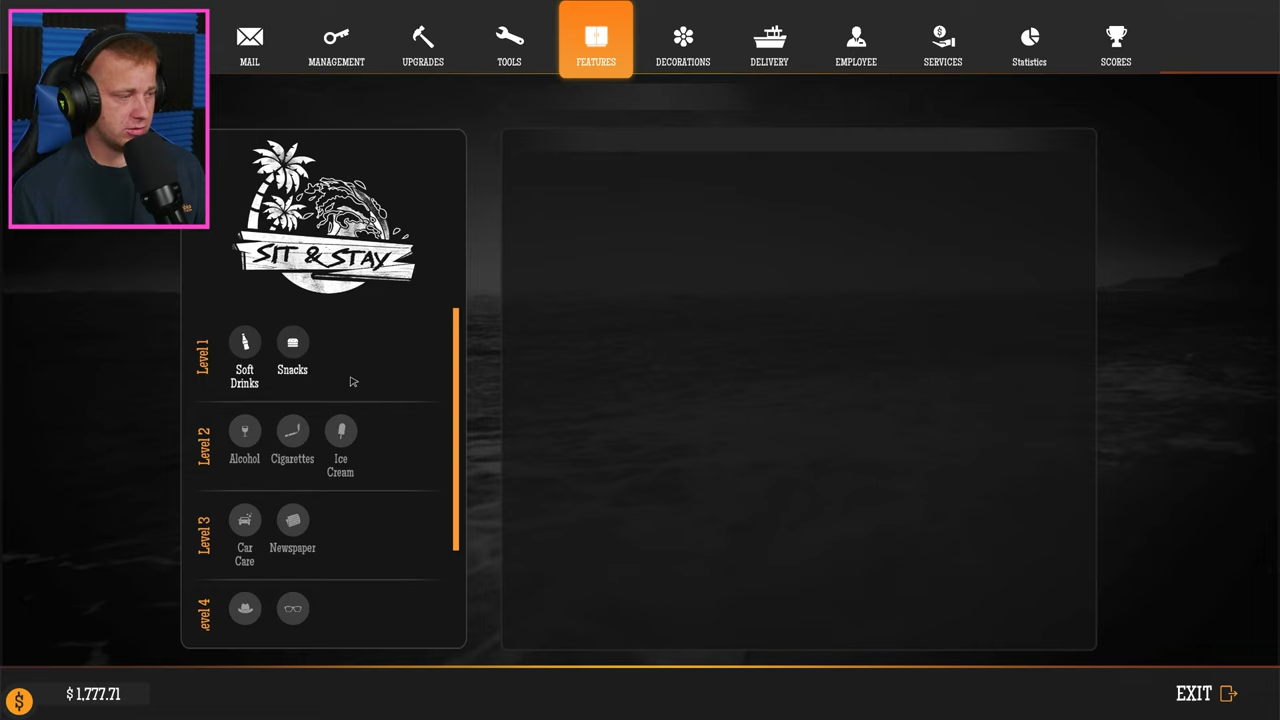 MAIL
MANAGEMENT
UPGRADES
TOOLS
FEATURES
DECORATIONS
DELIVERY
EMPLOYEE
SERVICES
Statistics
SCORES
SIT & STAY
Level 1
Soft
Drinks
Snacks
Level 2
Alcohol
Cigarettes
Ice
Cream
Level 3
Car
Care
Newspaper
evel 4
$ 1,777.71
EXIT